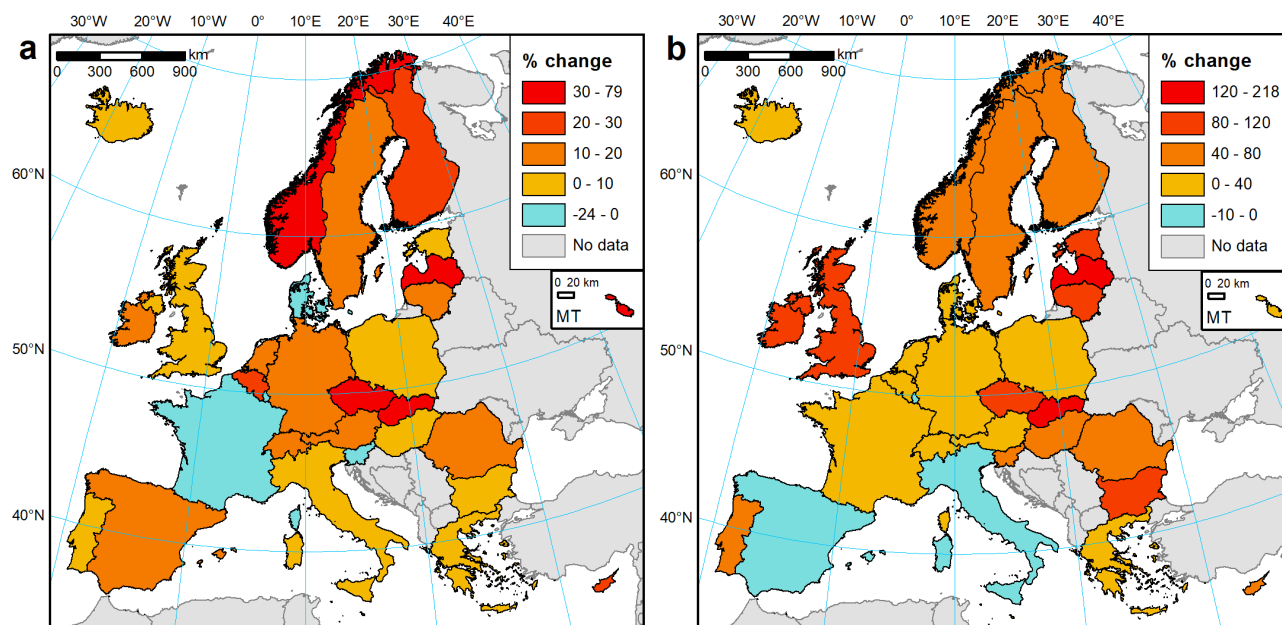 30°W 20°W 10°W 0° 10°E 20°E 30°E 40°E
a
km
0 300 600 900
% change
30 - 79
20 - 30
10 - 20
0 - 10
-24 - 0
No data
0 20 km
MT
60°N
50°N
40°N
30°W 20°W 10°W 0° 10°E 20°E 30°E 40°E
b
km
0 300 600 900
% change
120 - 218
80 - 120
40 - 80
0 - 40
-10 - 0
No data
0 20 km
MT
60°N
50°N
40°N